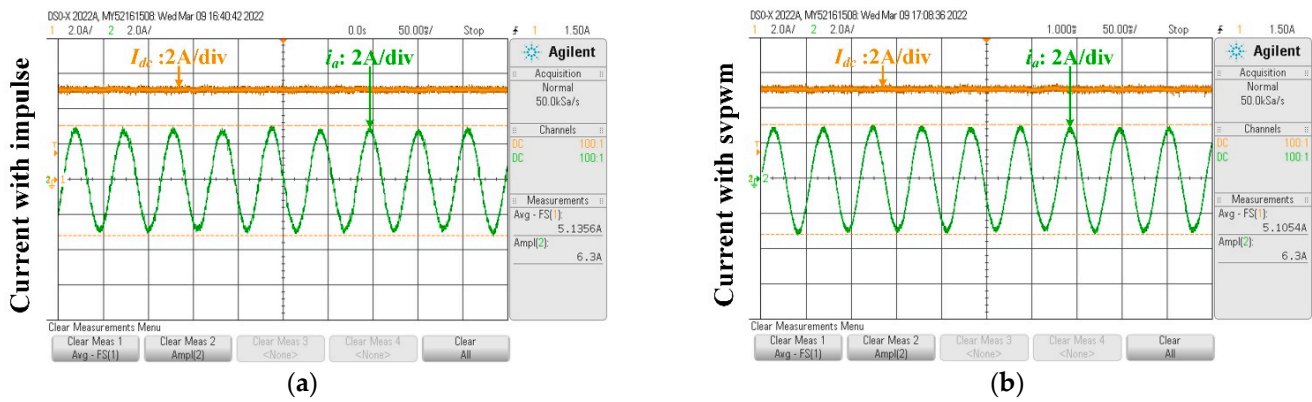 DSO-X 2022A, MY52161508: Wed Mar 09 16:40:42 2022
1 2.0A/ 2 2.0A/ 0.0s 50.00ms/ Stop 1 1.50A
Current with impulse
I_dc :2A/div
i_a: 2A/div
T
2 1
Agilent
Acquisition
Normal
50.0kSa/s
Channels
DC 100:1
DC 100:1
Measurements
Avg - FS(1):
5.1356A
Ampl(2):
6.3A
Clear Measurements Menu
Clear Meas 1
Avg - FS(1)
Clear Meas 2
Ampl(2)
Clear Meas 3
<None>
Clear Meas 4
<None>
Clear
All
(a)
DSO-X 2022A, MY52161508: Wed Mar 09 17:08:36 2022
1 2.0A/ 2 2.0A/ 50.00ms/ Stop 1 1.50A
Current with svpwm
I_dc :2A/div
i_a: 2A/div
T
2 2
Agilent
Acquisition
Normal
50.0kSa/s
Channels
DC 100:1
DC 100:1
Measurements
Avg - FS(1):
5.1054A
Ampl(2):
6.3A
Clear Measurements Menu
Clear Meas 1
Avg - FS(1)
Clear Meas 2
Ampl(2)
Clear Meas 3
<None>
Clear Meas 4
<None>
Clear
All
(b)